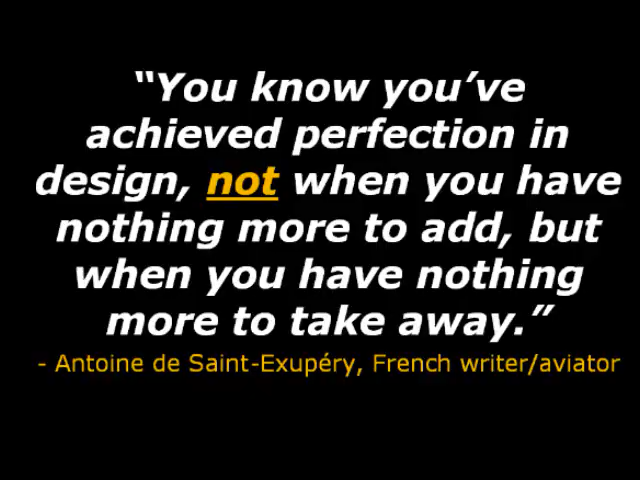 “You know you’ve
achieved perfection in
design, not when you have
nothing more to add, but
when you have nothing
more to take away.”
- Antoine de Saint-Exupéry, French writer/aviator